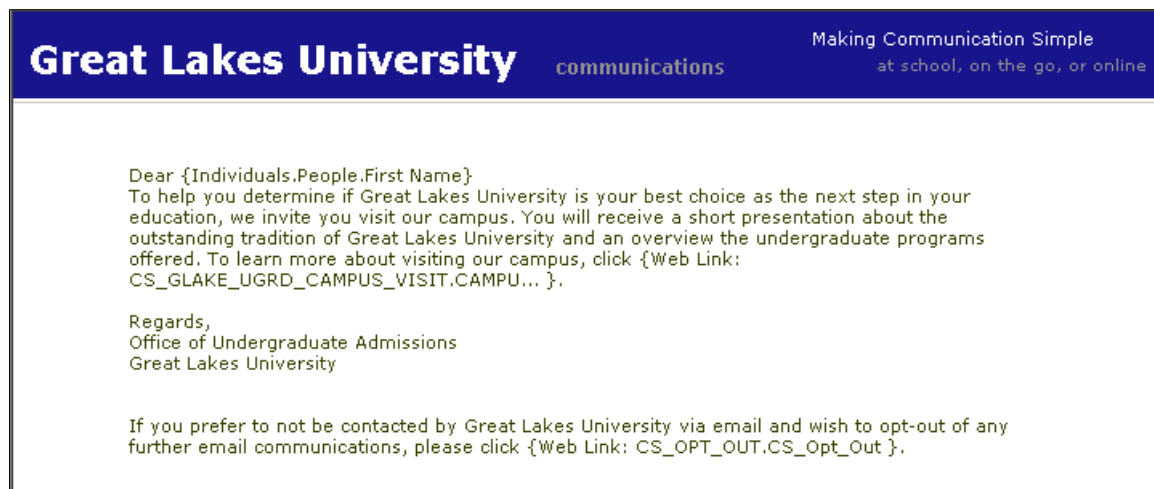 Great Lakes University communications
Making Communication Simple
at school, on the go, or online
Dear {Individuals.People.First Name}
To help you determine if Great Lakes University is your best choice as the next step in your
education, we invite you visit our campus. You will receive a short presentation about the
outstanding tradition of Great Lakes University and an overview the undergraduate programs
offered. To learn more about visiting our campus, click {Web Link:
CS_GLAKE_UGRD_CAMPUS_VISIT.CAMPU... }.
Regards,
Office of Undergraduate Admissions
Great Lakes University
If you prefer to not be contacted by Great Lakes University via email and wish to opt-out of any
further email communications, please click {Web Link: CS_OPT_OUT.CS_Opt_Out }.